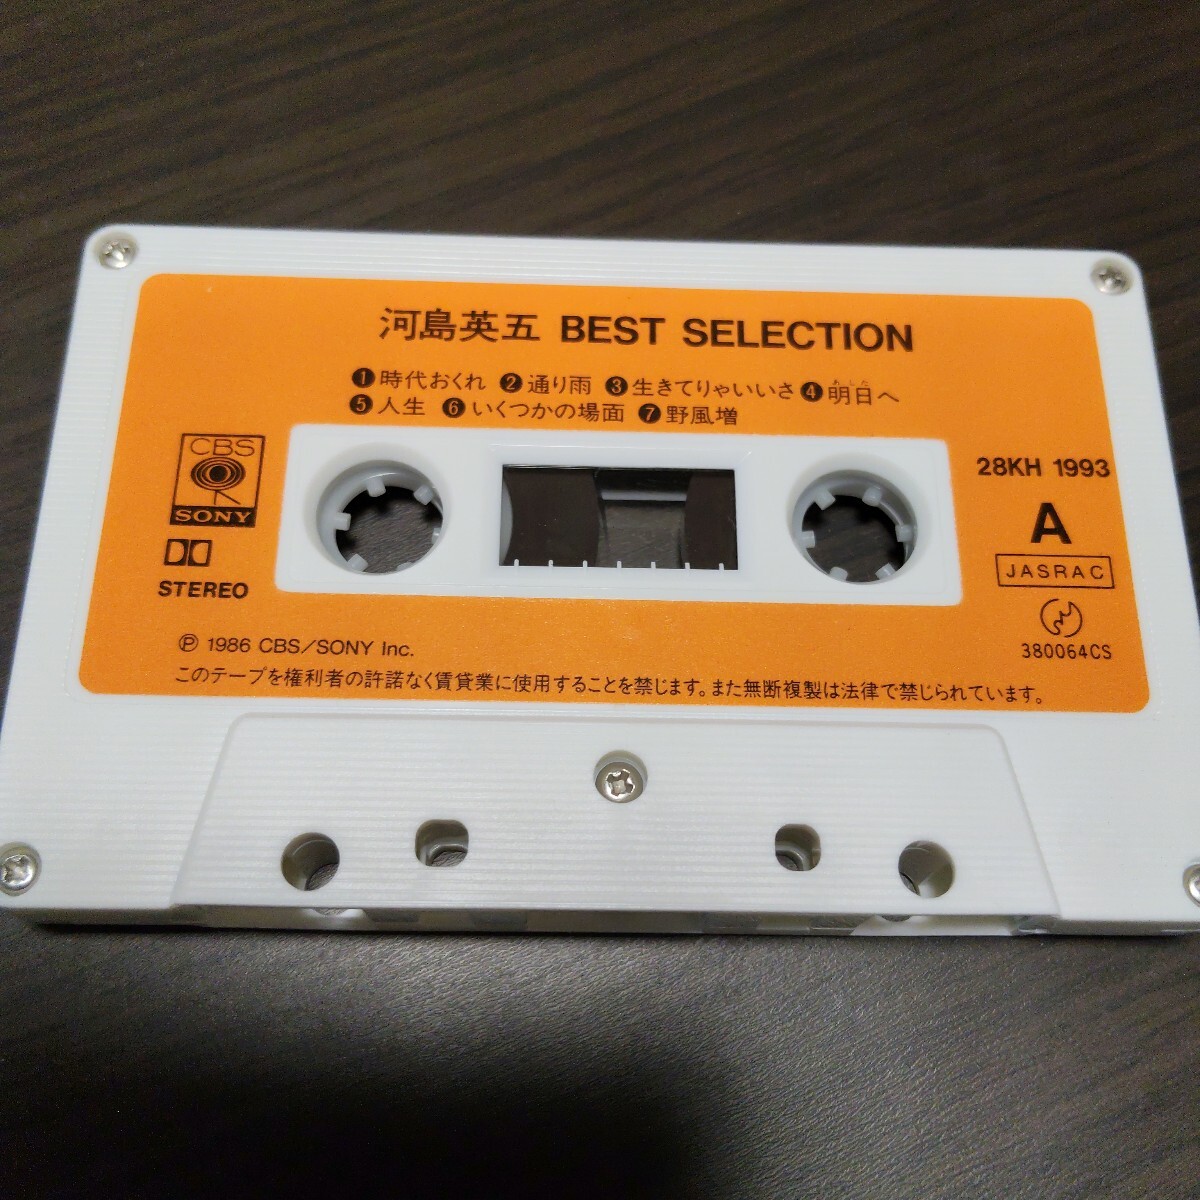 河島英五 BEST SELECTION
❶時代おくれ ❷通り雨 ❸生きてりゃいいさ ❹明日へ
あした
❺人生 ❻いくつかの場面 ❼野風増
CBS
SONY
STEREO
28KH 1993
A
JASRAC
380064CS
Ⓟ 1986 CBS/SONY Inc.
このテープを権利者の許諾なく賃貸業に使用することを禁じます。また無断複製は法律で禁じられています。